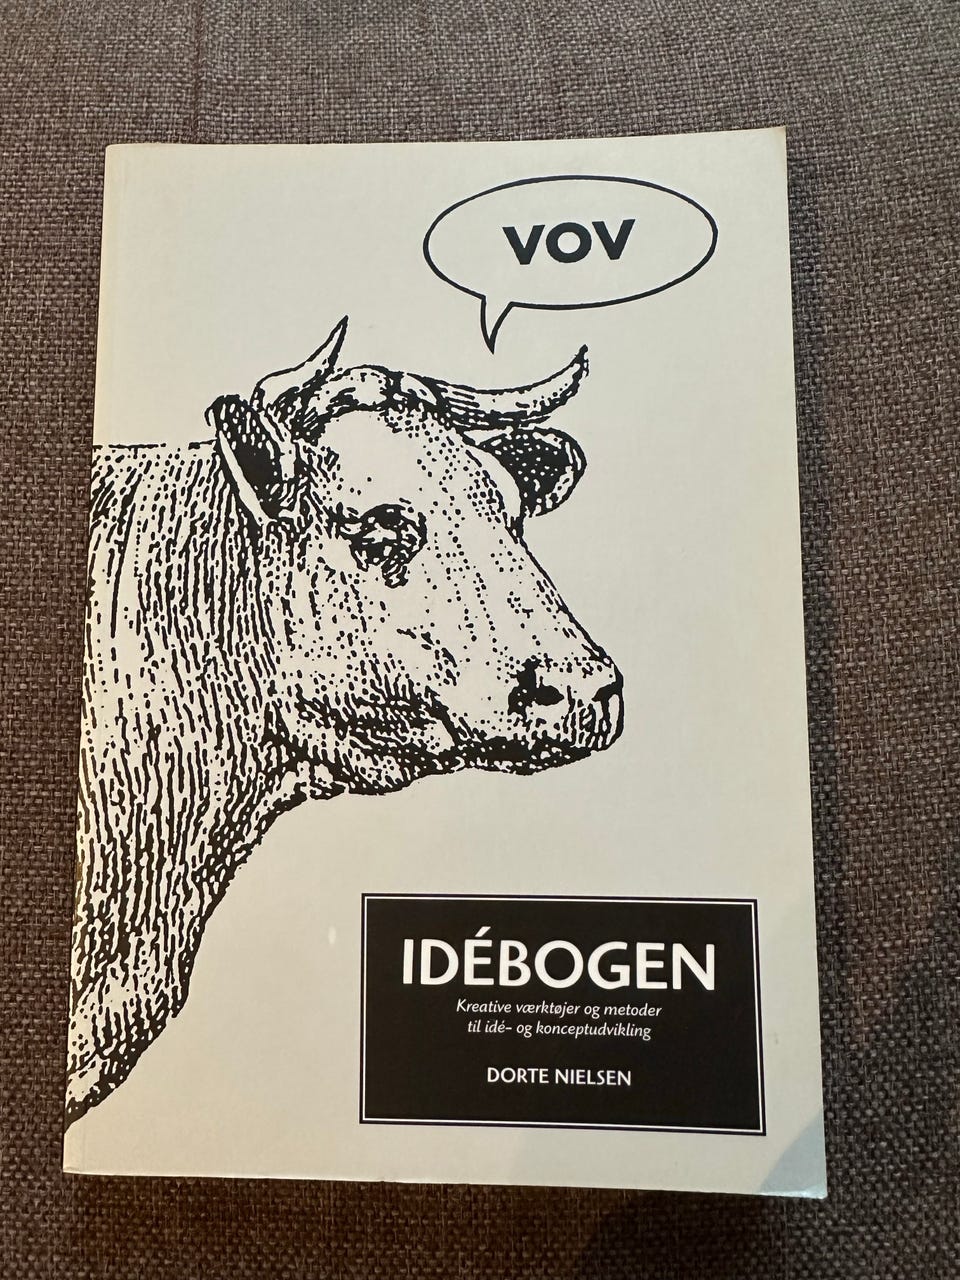 VOV
IDÉBOGEN
Kreative værktøjer og metoder
til idé- og konceptudvikling
DORTE NIELSEN